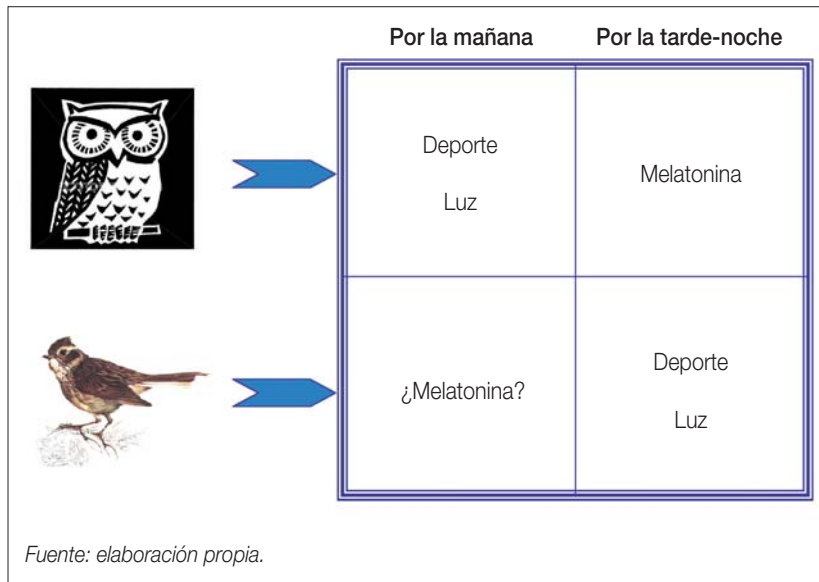 Por la mañana
Por la tarde-noche
Deporte
Luz
Melatonina
¿Melatonina?
Deporte
Luz
Fuente: elaboración propia.